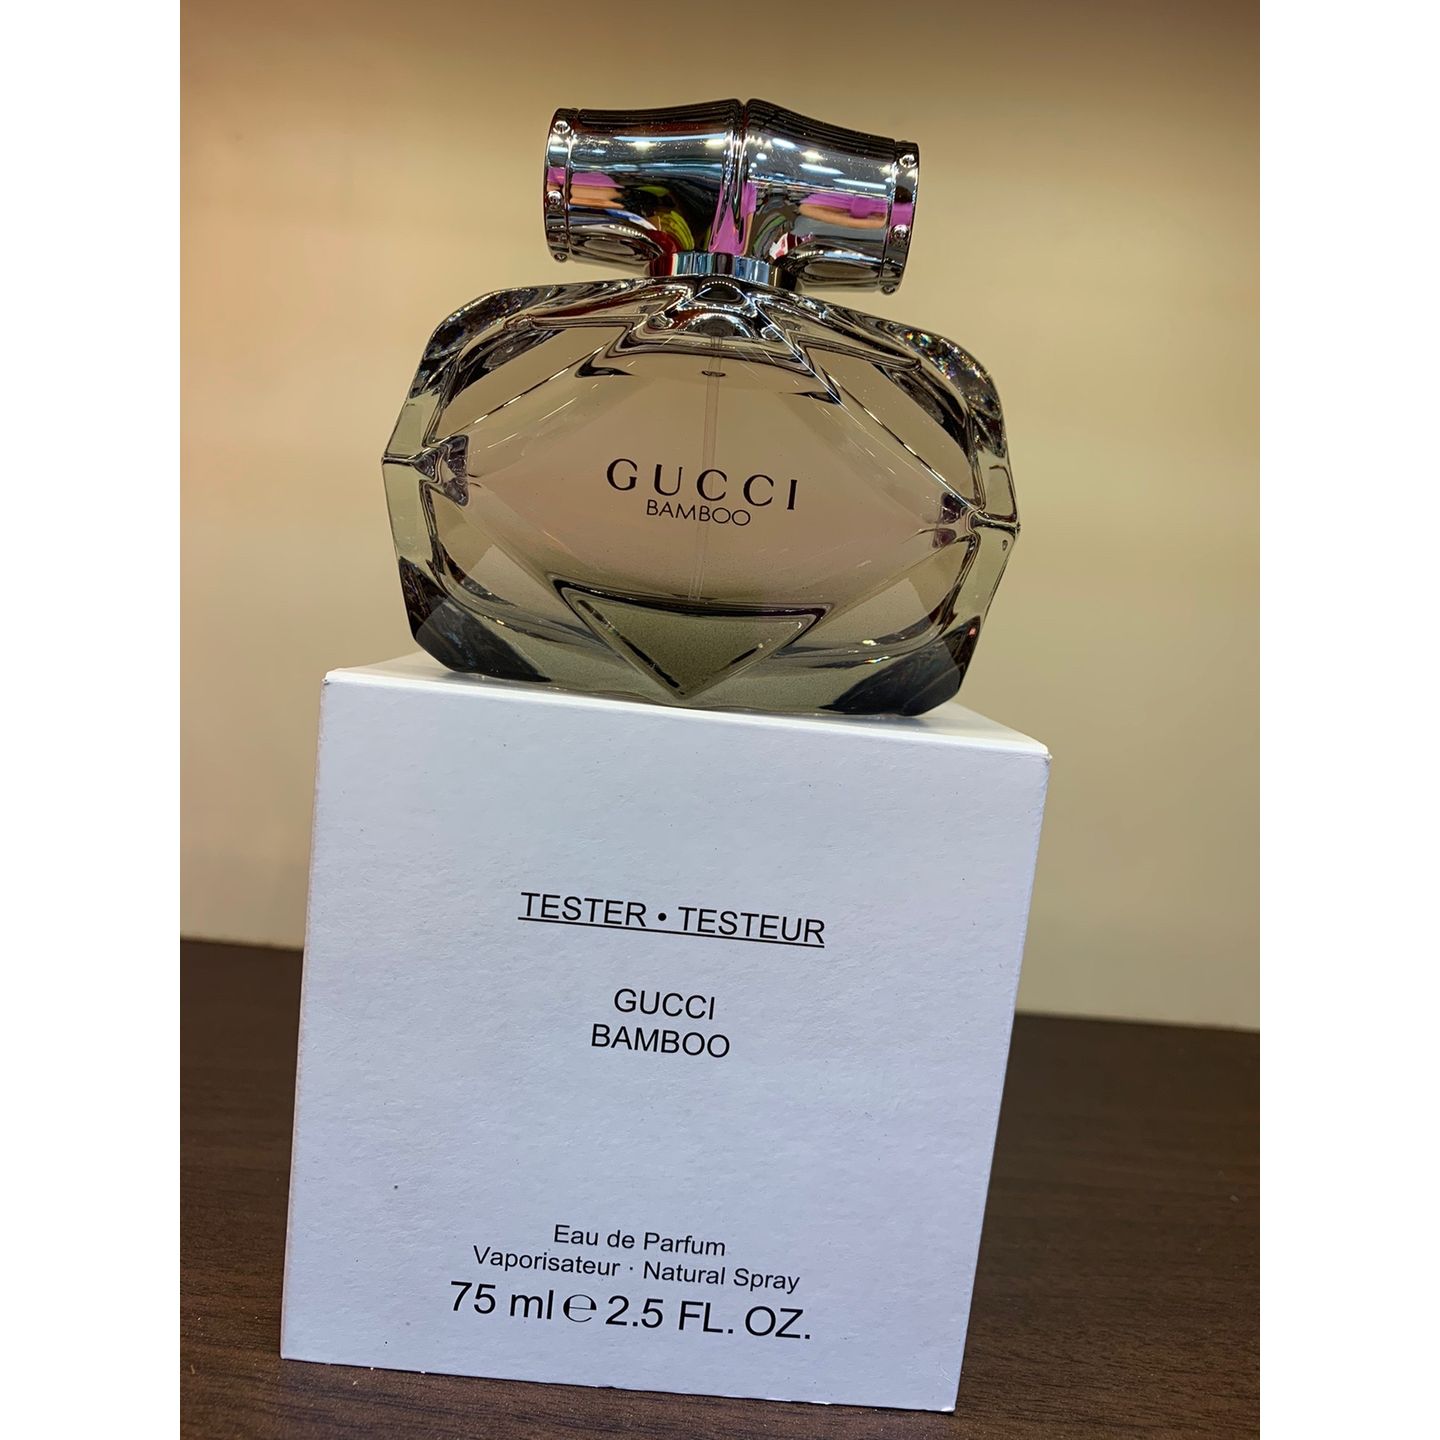 GUCCI
BAMBOO
TESTER • TESTEUR
GUCCI
BAMBOO
Eau de Parfum
Vaporisateur · Natural Spray
75 ml ℮ 2.5 FL. OZ.